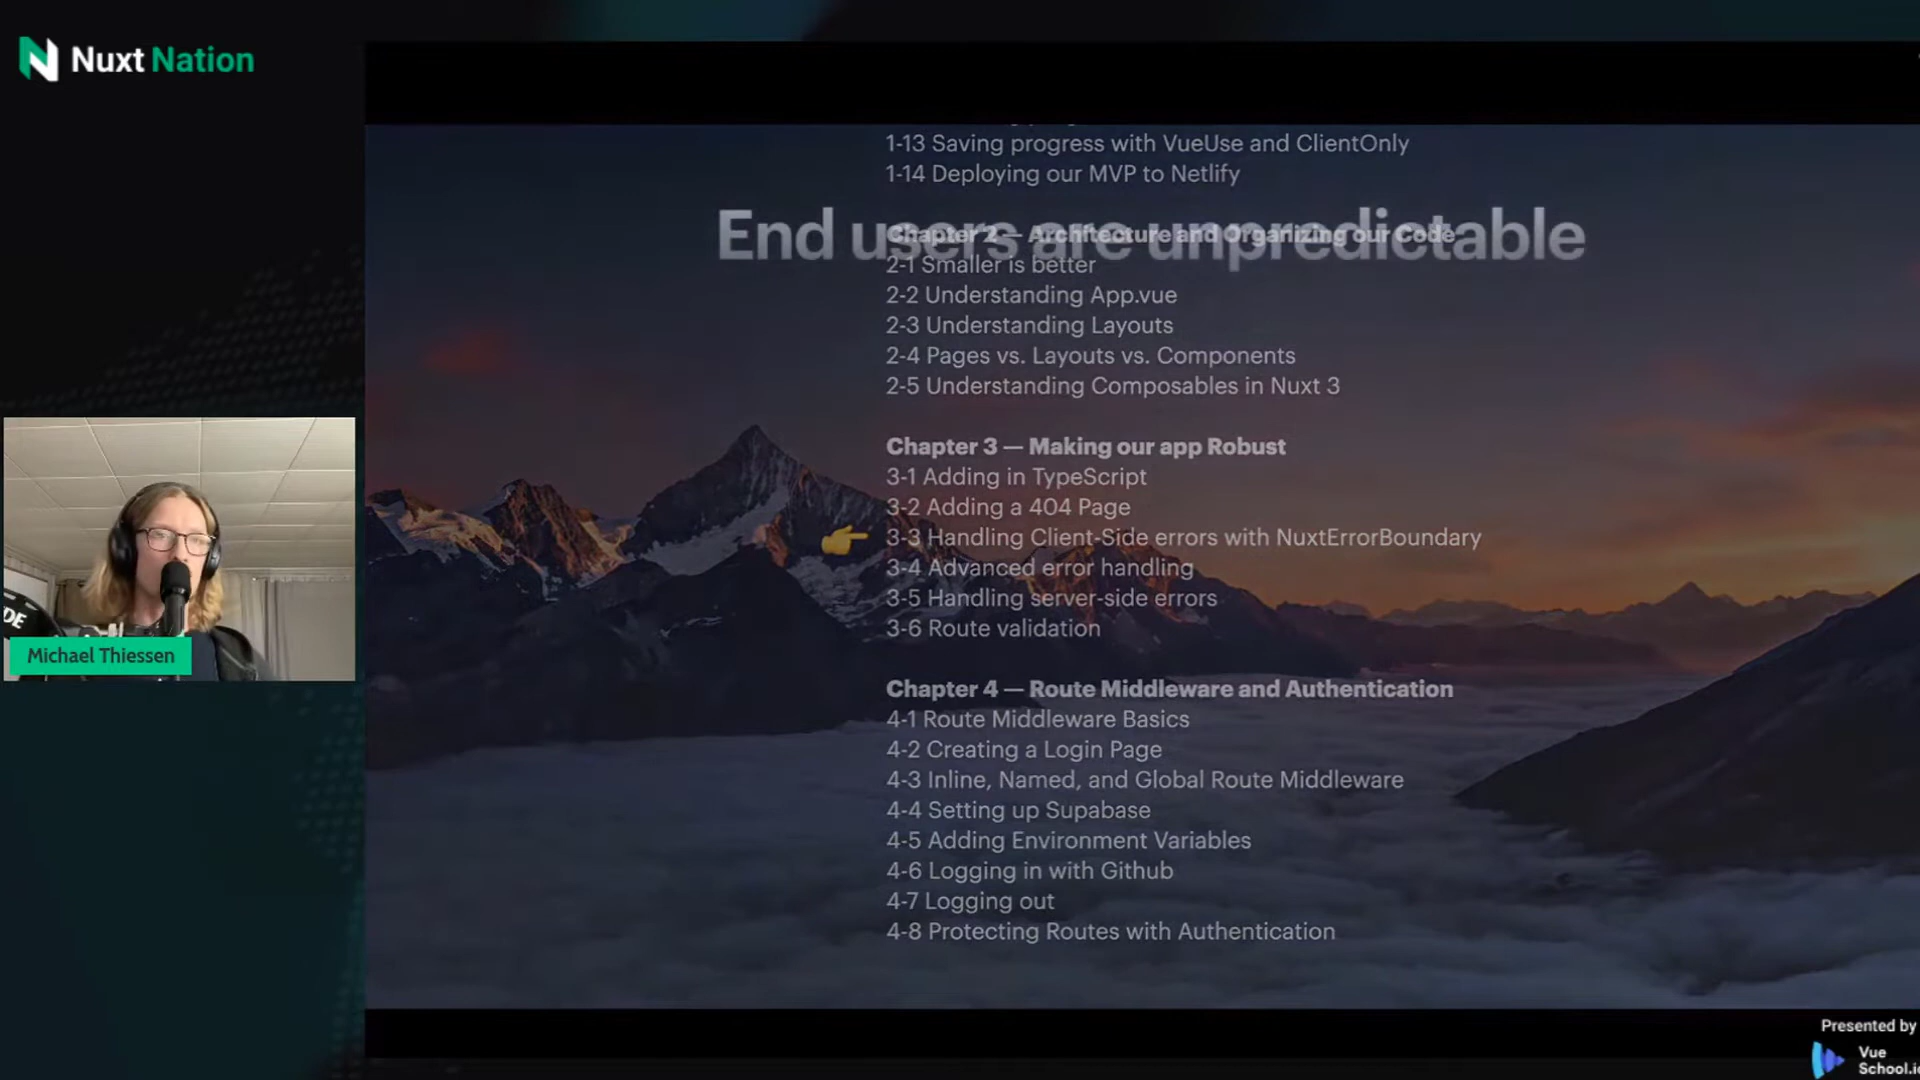 Nuxt Nation
1-13 Saving progress with VueUse and ClientOnly
1-14 Deploying our MVP to Netlify
End users are unpredictable
Chapter 2 — Architecture and Organizing our Code
2-1 Smaller is better
2-2 Understanding App.vue
2-3 Understanding Layouts
2-4 Pages vs. Layouts vs. Components
2-5 Understanding Composables in Nuxt 3
Chapter 3 — Making our app Robust
3-1 Adding in TypeScript
3-2 Adding a 404 Page
3-3 Handling Client-Side errors with NuxtErrorBoundary
3-4 Advanced error handling
3-5 Handling server-side errors
3-6 Route validation
Chapter 4 — Route Middleware and Authentication
4-1 Route Middleware Basics
4-2 Creating a Login Page
4-3 Inline, Named, and Global Route Middleware
4-4 Setting up Supabase
4-5 Adding Environment Variables
4-6 Logging in with Github
4-7 Logging out
4-8 Protecting Routes with Authentication
DE
Michael Thiessen
Presented by
Vue
School.i